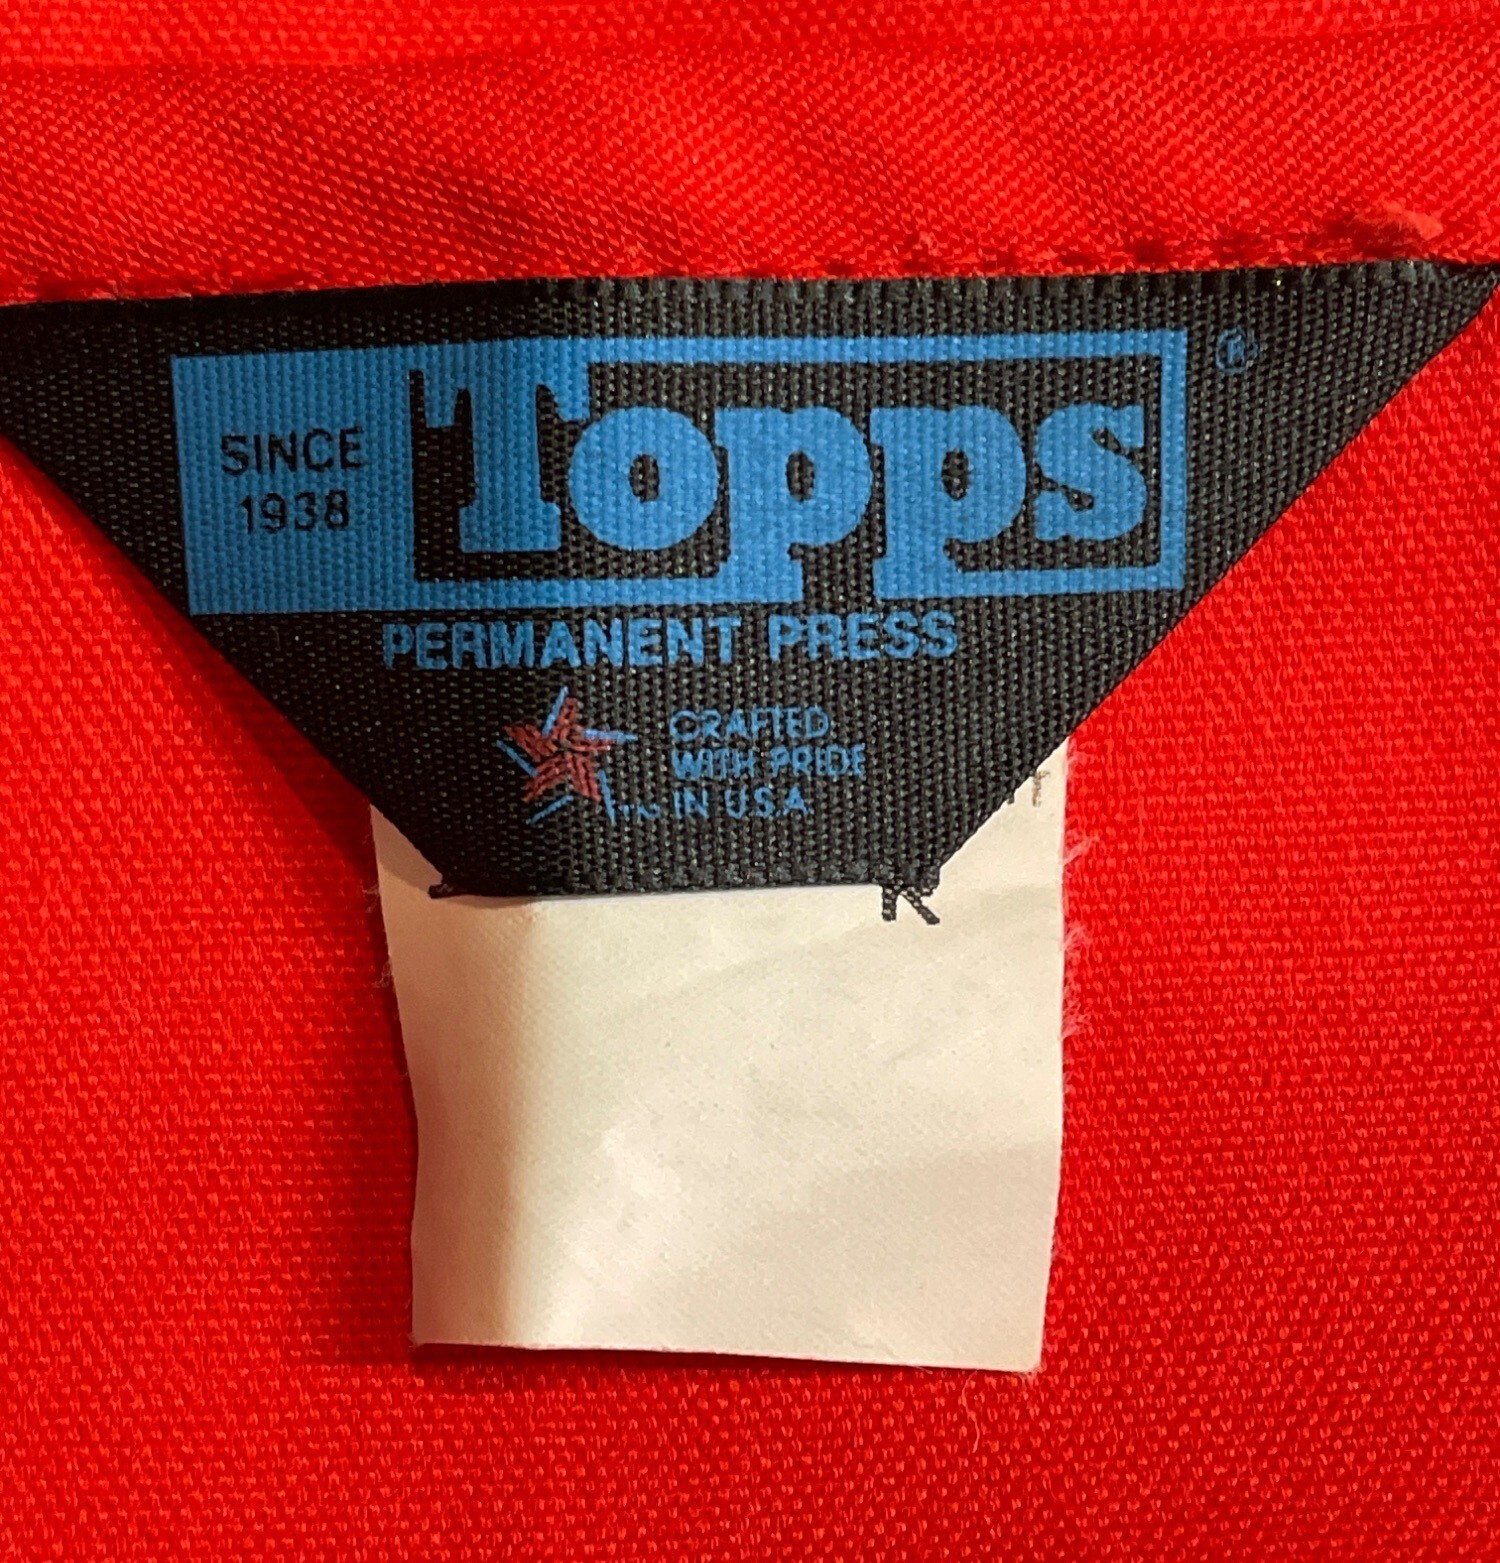 SINCE
1938
Topps®
PERMANENT PRESS
CRAFTED
WITH PRIDE
IN U.S.A.